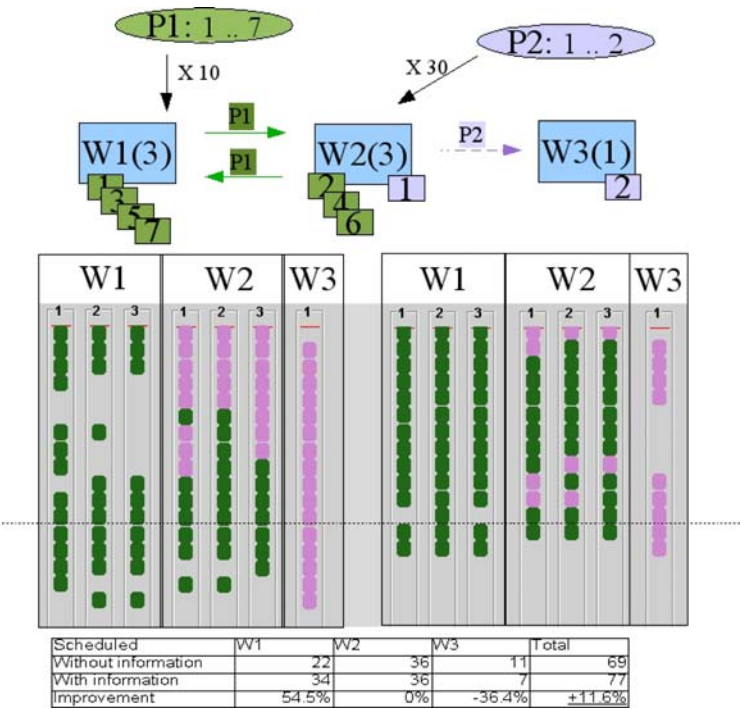 P1: 1 .. 7
P2: 1 .. 2
X 10
X 30
P1
P1
P2
W1(3)
W2(3)
W3(1)
1
3
5
7
2
4
6
1
2
W1 W2 W3
W1 W2 W3
1 2 3 1 2 3 1
1 2 3 1 2 3 1
Scheduled W1 W2 W3 Total
Without information 22 36 11 69
With information 34 36 7 77
Improvement 54.5% 0% -36.4% +11.6%